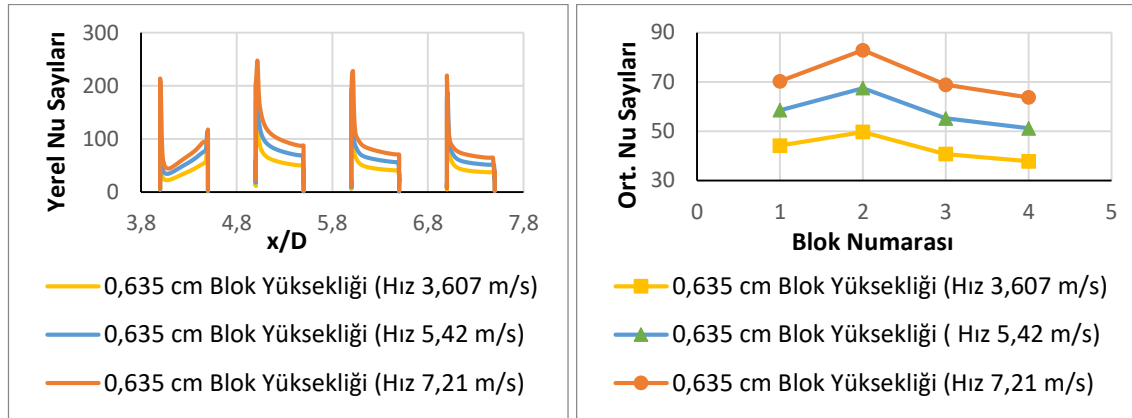 Yerel Nu Sayıları
300
200
100
0
3,8
4,8
5,8
6,8
7,8
x/D
0,635 cm Blok Yüksekliği (Hız 3,607 m/s)
0,635 cm Blok Yüksekliği (Hız 5,42 m/s)
0,635 cm Blok Yüksekliği (Hız 7,21 m/s)
Ort. Nu Sayıları
90
70
50
30
0
1
2
3
4
5
Blok Numarası
0,635 cm Blok Yüksekliği (Hız 3,607 m/s)
0,635 cm Blok Yüksekliği ( Hız 5,42 m/s)
0,635 cm Blok Yüksekliği (Hız 7,21 m/s)